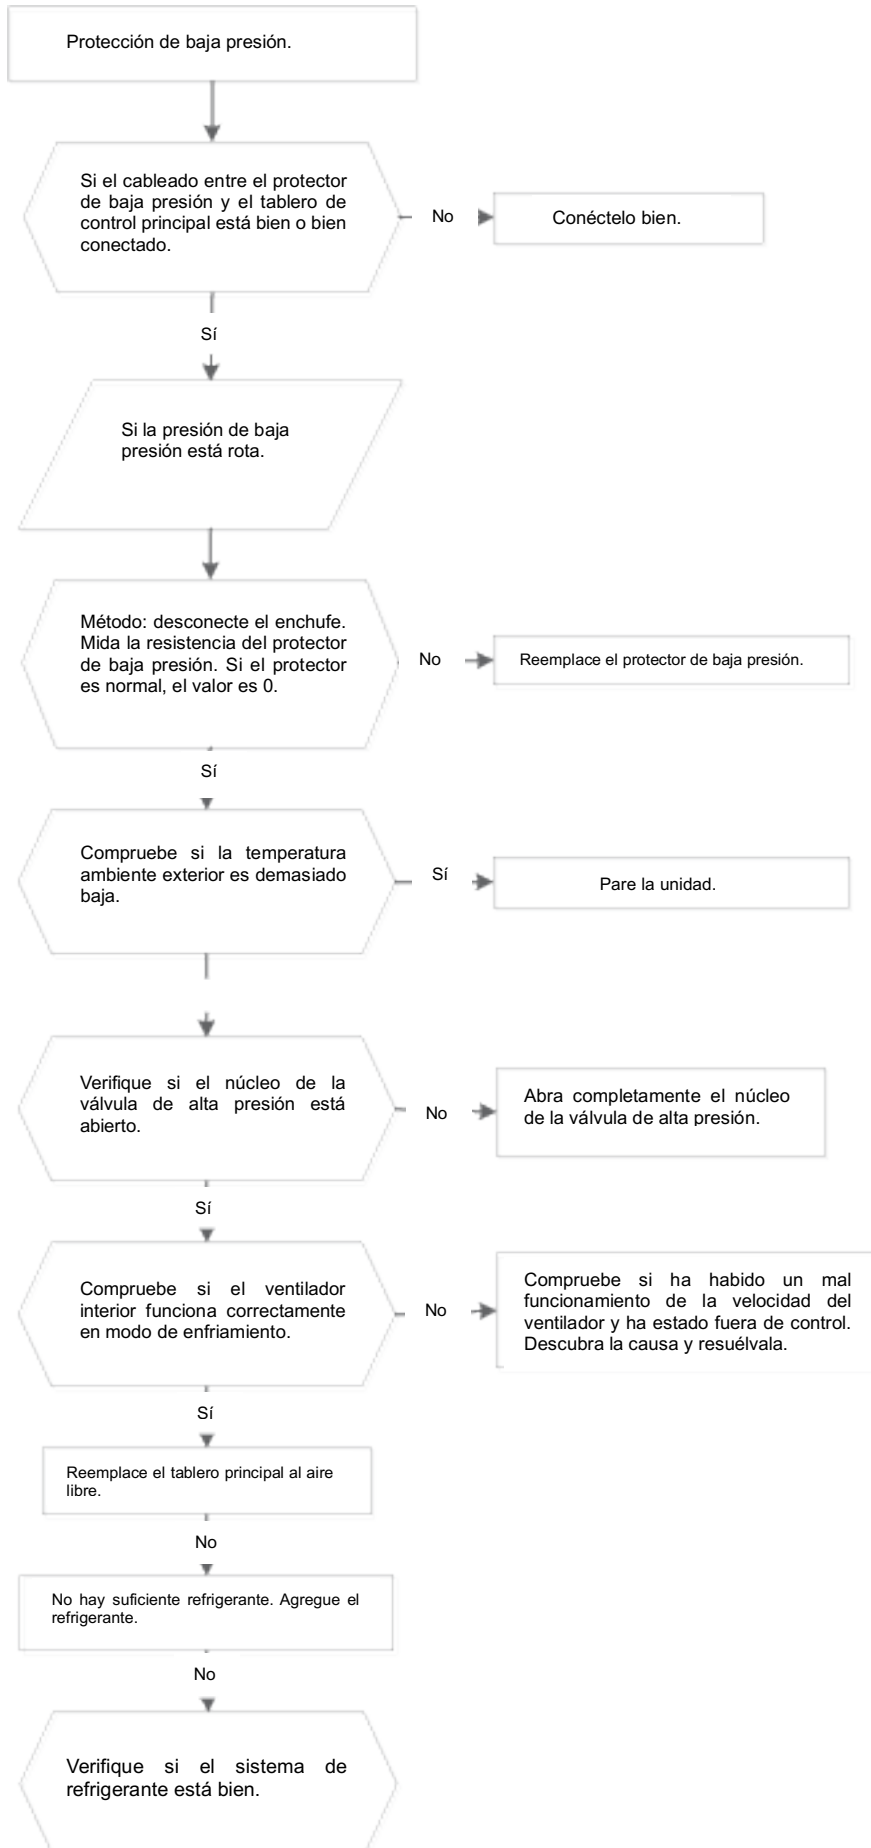 Protección de baja presión.
Si el cableado entre el protector
de baja presión y el tablero de
control principal está bien o bien
conectado.
No
Conéctelo bien.
Sí
Si la presión de baja
presión está rota.
Método: desconecte el enchufe.
Mida la resistencia del protector
de baja presión. Si el protector
es normal, el valor es 0.
No
Reemplace el protector de baja presión.
Sí
Compruebe si la temperatura
ambiente exterior es demasiado
baja.
Sí
Pare la unidad.
Verifique si el núcleo de la
válvula de alta presión está
abierto.
No
Abra completamente el núcleo
de la válvula de alta presión.
Sí
Compruebe si el ventilador
interior funciona correctamente
en modo de enfriamiento.
No
Compruebe si ha habido un mal
funcionamiento de la velocidad del
ventilador y ha estado fuera de control.
Descubra la causa y resuélvala.
Sí
Reemplace el tablero principal al aire
libre.
No
No hay suficiente refrigerante. Agregue el
refrigerante.
No
Verifique si el sistema de
refrigerante está bien.